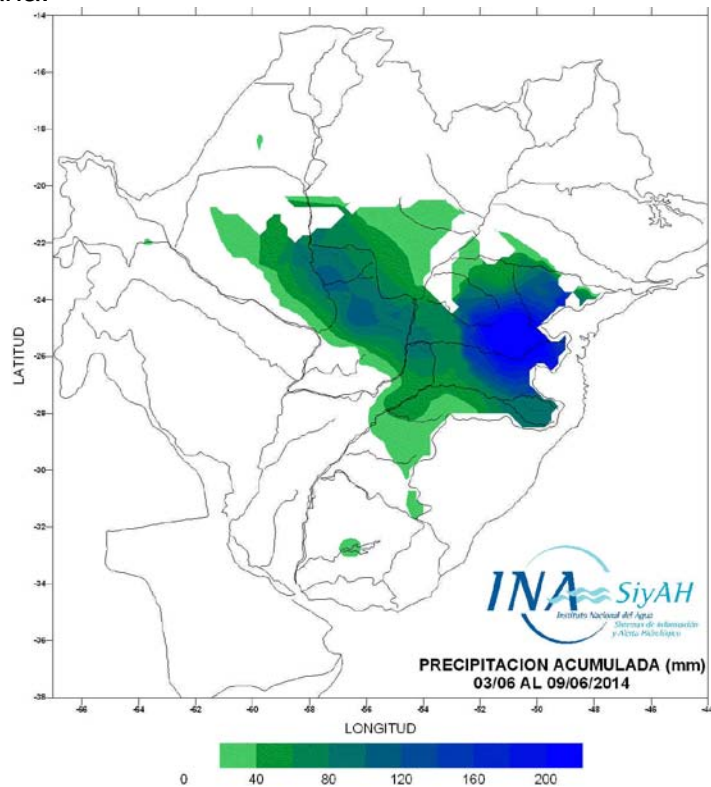 -14
-16
-18
-20
-22
-24
-26
-28
-30
-32
-34
-36
-38
LATITUD
INA SiyAH
Instituto Nacional del Agua
Sistemas de Información
y Alerta Hidrológico
PRECIPITACION ACUMULADA (mm)
03/06 AL 09/06/2014
-66 -64 -62 -60 -58 -56 -54 -52 -50 -48 -46 -44
LONGITUD
0 40 80 120 160 200